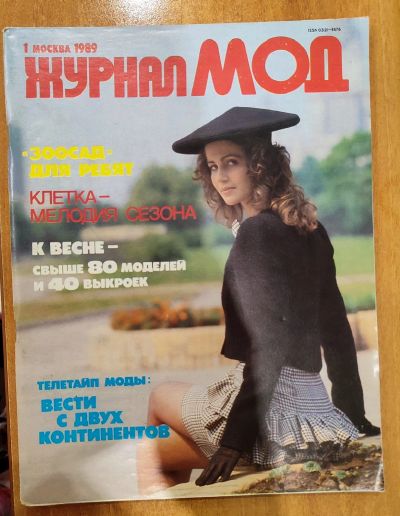 1 МОСКВА 1989
ISSN 0321-4676
ЖУРНАЛ МОД
«ЗООСАД»
ДЛЯ РЕБЯТ
КЛЕТКА –
МЕЛОДИЯ СЕЗОНА
К ВЕСНЕ –
СВЫШЕ 80 МОДЕЛЕЙ
И 40 ВЫКРОЕК
ТЕЛЕТАЙП МОДЫ:
ВЕСТИ
С ДВУХ
КОНТИНЕНТОВ